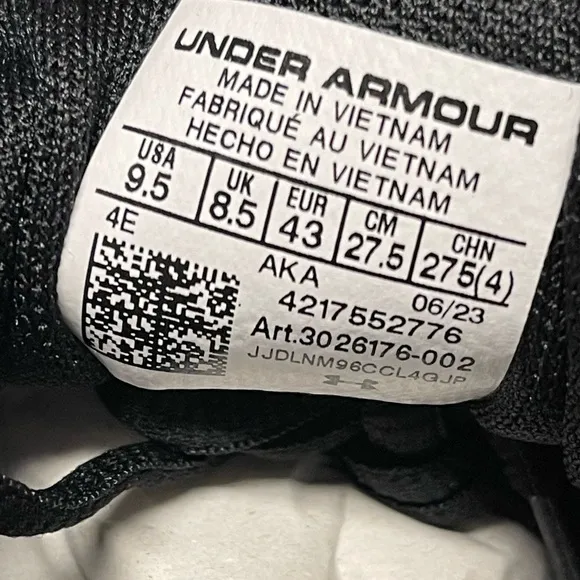 UNDER ARMOUR
MADE IN VIETNAM
FABRIQUÉ AU VIETNAM
HECHO EN VIETNAM
USA UK EUR CM CHN
9.5 8.5 43 27.5 275(4)
4E 06/23
AKA
4217552776
Art.3026176-002
JJDLNM96CCL4GJP